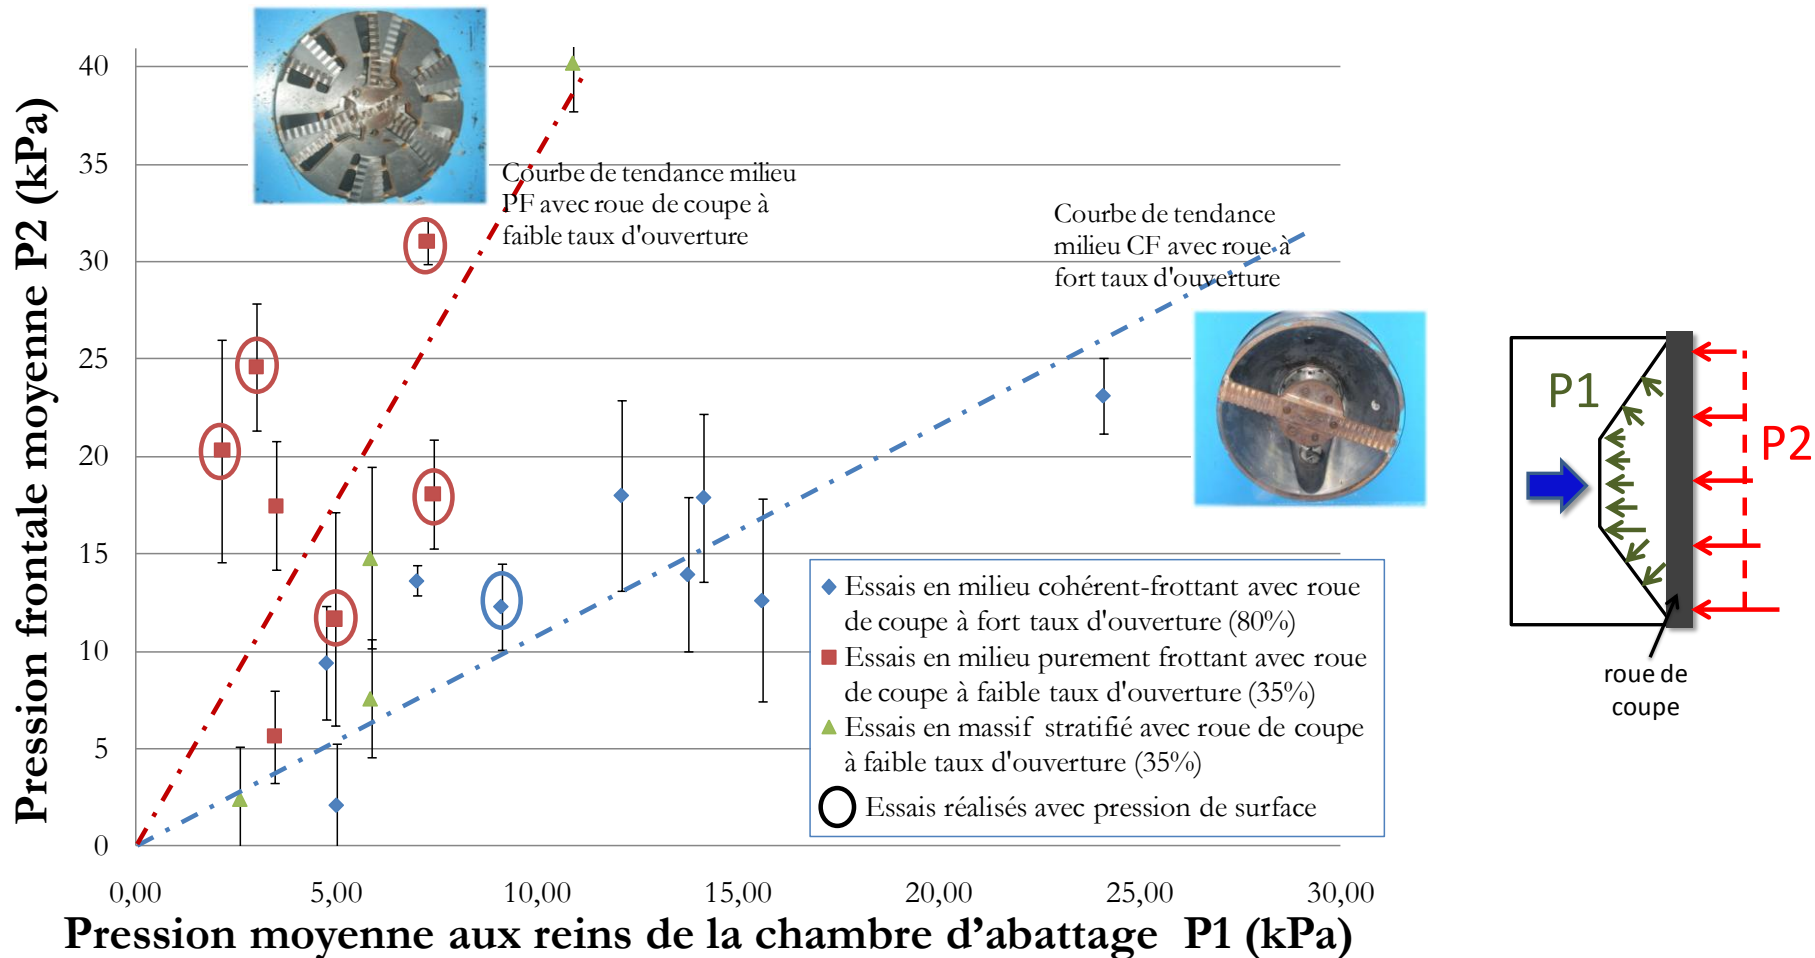 Pression frontale moyenne P2 (kPa)
40
35
30
25
20
15
10
5
0
0,00
5,00
10,00
15,00
20,00
25,00
30,00
Pression moyenne aux reins de la chambre d’abattage P1 (kPa)
Courbe de tendance milieu
PF avec roue de coupe à
faible taux d'ouverture
Courbe de tendance
milieu CF avec roue à
fort taux d'ouverture
Essais en milieu cohérent-frottant avec roue
de coupe à fort taux d'ouverture (80%)
Essais en milieu purement frottant avec roue
de coupe à faible taux d'ouverture (35%)
Essais en massif stratifié avec roue de coupe
à faible taux d'ouverture (35%)
Essais réalisés avec pression de surface
P1
P2
roue de
coupe